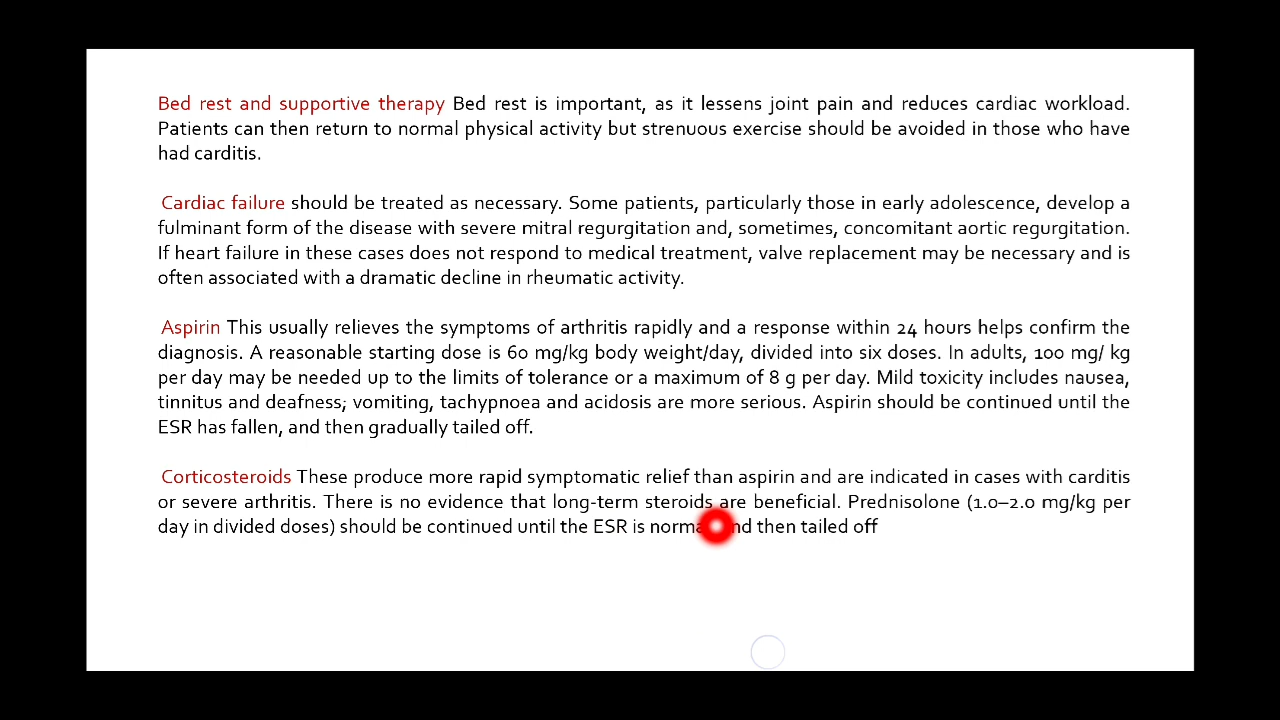 Bed rest and supportive therapy Bed rest is important, as it lessens joint pain and reduces cardiac workload.
Patients can then return to normal physical activity but strenuous exercise should be avoided in those who have
had carditis.
Cardiac failure should be treated as necessary. Some patients, particularly those in early adolescence, develop a
fulminant form of the disease with severe mitral regurgitation and, sometimes, concomitant aortic regurgitation.
If heart failure in these cases does not respond to medical treatment, valve replacement may be necessary and is
often associated with a dramatic decline in rheumatic activity.
Aspirin This usually relieves the symptoms of arthritis rapidly and a response within 24 hours helps confirm the
diagnosis. A reasonable starting dose is 60 mg/kg body weight/day, divided into six doses. In adults, 100 mg/ kg
per day may be needed up to the limits of tolerance or a maximum of 8 g per day. Mild toxicity includes nausea,
tinnitus and deafness; vomiting, tachypnoea and acidosis are more serious. Aspirin should be continued until the
ESR has fallen, and then gradually tailed off.
Corticosteroids These produce more rapid symptomatic relief than aspirin and are indicated in cases with carditis
or severe arthritis. There is no evidence that long-term steroids are beneficial. Prednisolone (1.0–2.0 mg/kg per
day in divided doses) should be continued until the ESR is normal and then tailed off